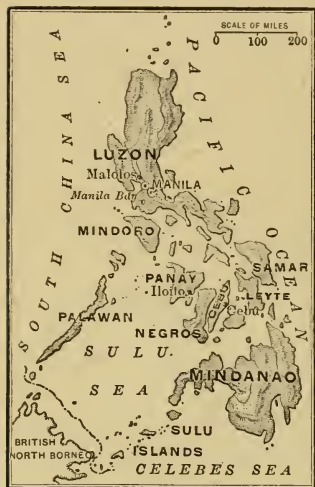 SCALE OF MILES
0 100 200
SOUTH CHINA SEA
PACIFIC OCEAN
LUZON
Malolos
MANILA
Manila Bay
MINDORO
SAMAR
PANAY
Iloilo
LEYTE
CEBU
Cebu
PALAWAN
NEGROS
SULU
SEA
MINDANAO
SULU
ISLANDS
BRITISH
NORTH BORNEO
CELEBES SEA